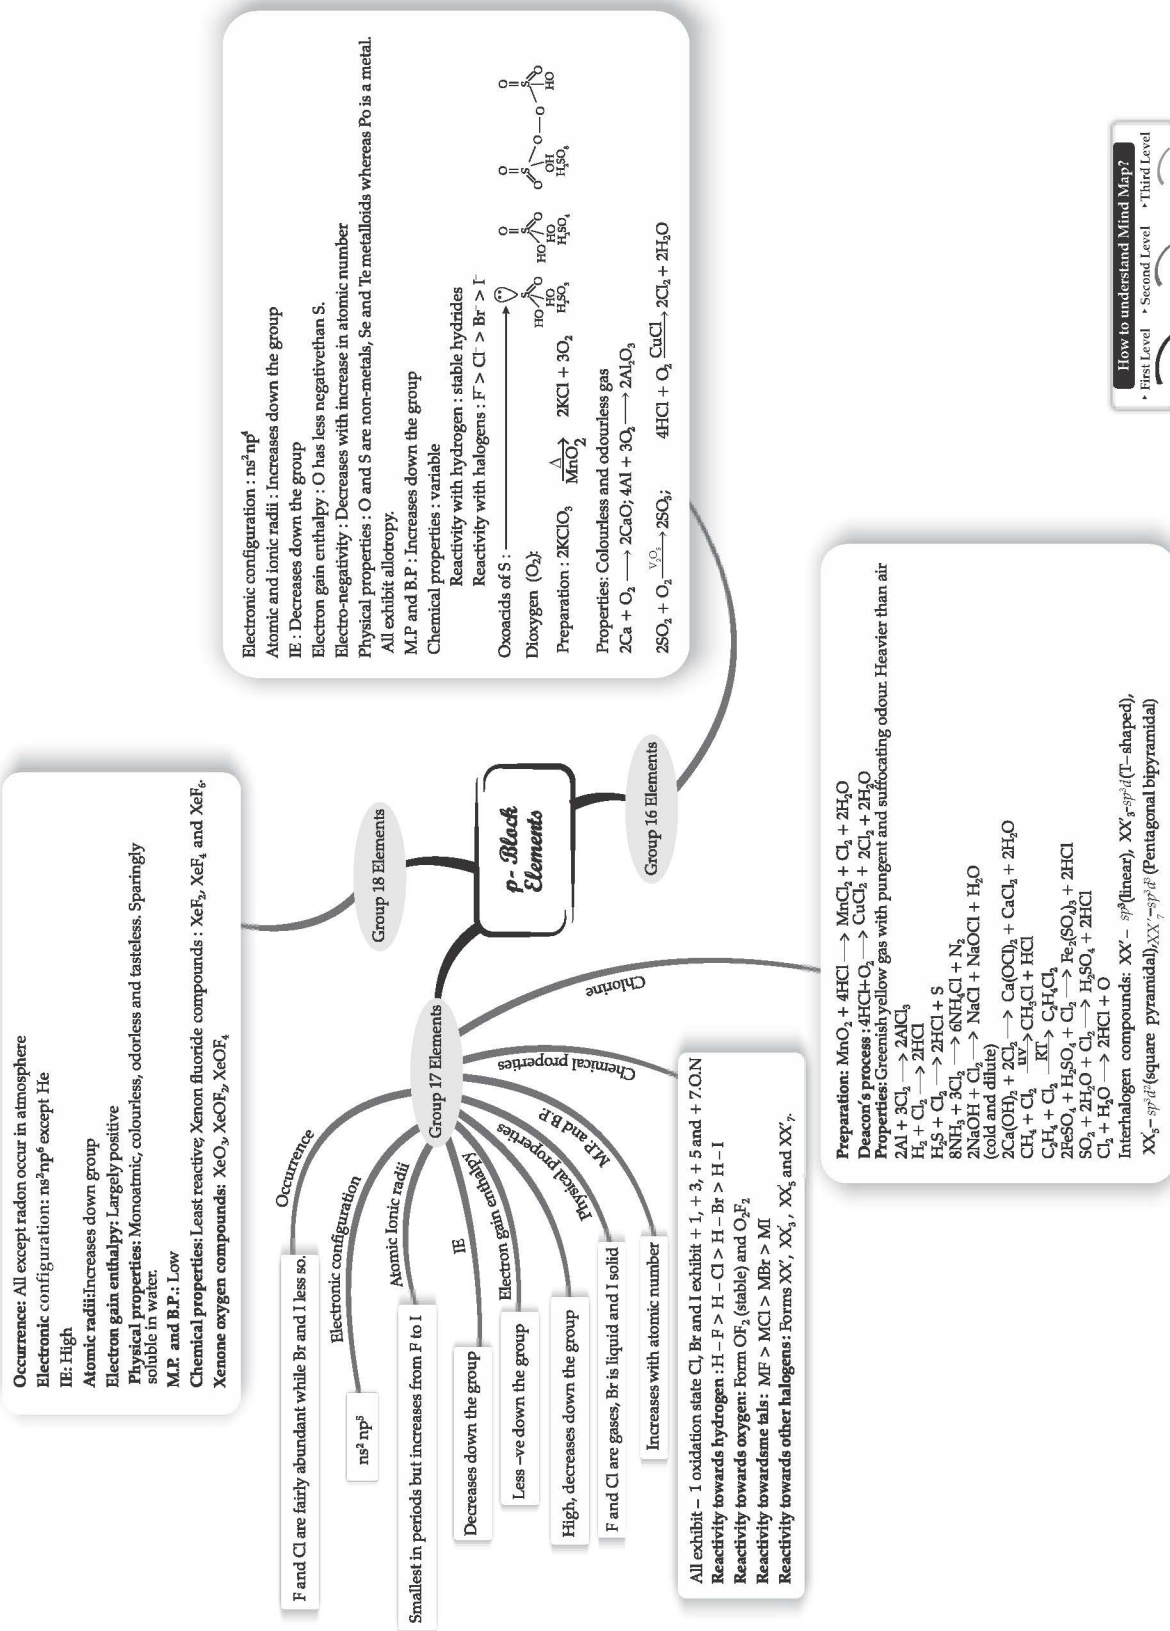 Occurrence: All except radon occur in atmosphere
Electronic configuration: ns²np⁶ except He
IE: High
Atomic radii:Increases down group
Electron gain enthalpy: Largely positive
Physical properties: Monoatmic, colourless, odorless and tasteless. Sparingly
soluble in water.
M.P. and B.P.: Low
Chemical properties: Least reactive; Xenon fluoride compounds : XeF₂, XeF₄ and XeF₆.
Xenone oxygen compounds: XeO₃, XeOF₂, XeOF₄
Group 18 Elements
p- Block
Elements
Group 16 Elements
Electronic configuration : ns²np⁴
Atomic and ionic radii : Increases down the group
IE : Decreases down the group
Electron gain enthalpy : O has less negativethan S.
Electro-negativity : Decreases with increase in atomic number
Physical properties : O and S are non-metals, Se and Te metalloids whereas Po is a metal.
All exhibit allotropy.
M.P and B.P : Increases down the group
Chemical properties : variable
Reactivity with hydrogen : stable hydrides
Reactivity with halogens : F⁻> Cl⁻ > Br⁻ > I⁻
Oxoacids of S : ⟶
S O HO HO O H₂SO₃
O S O HO HO H₂SO₄
O S O OH O—O O S O HO H₂SO₈
Dioxygen (O₂):
Preparation : 2KClO₃ Δ⟶ MnO₂ 2KCl + 3O₂
Properties: Colourless and odourless gas
2Ca + O₂ ⟶ 2CaO; 4Al + 3O₂ ⟶ 2Al₂O₃
2SO₂ + O₂ V₂O₅⟶ 2SO₃; 4HCl + O₂ CuCl⟶ 2Cl₂ + 2H₂O
Group 17 Elements
Occurrence
F and Cl are fairly abundant while Br and I less so.
Electronic configuration
ns² np⁵
Atomic Ionic radii
Smallest in periods but increases from F to I
IE
Decreases down the group
Electron gain enthalpy
Less –ve down the group
High, decreases down the group
Physical properties
F and Cl are gases, Br is liquid and I solid
M.P. and B.P.
Increases with atomic number
Chemical properties
All exhibit – 1 oxidation state Cl, Br and I exhibit + 1, + 3, + 5 and + 7.O.N
Reactivity towards hydrogen : H – F > H – Cl > H – Br > H – I
Reactivity towards oxygen: Form OF₂ (stable) and O₂F₂
Reactivity towardsme tals : MF > MCl > MBr > MI
Reactivity towards other halogens : Forms XX′, XX′₃, XX′₅ and XX′₇.
Chlorine
Preparation: MnO₂ + 4HCl ⟶ MnCl₂ + Cl₂ + 2H₂O
Deacon's process : 4HCl+O₂⟶ CuCl₂ + 2Cl₂ + 2H₂O
Properties: Greenish yellow gas with pungent and suffocating odour. Heavier than air
2Al + 3Cl₂ ⟶ 2AlCl₃
H₂ + Cl₂ ⟶ 2HCl
H₂S + Cl₂ ⟶ 2HCl + S
8NH₃ + 3Cl₂ ⟶ 6NH₄Cl + N₂
2NaOH + Cl₂ ⟶ NaCl + NaOCl + H₂O
(cold and dilute)
2Ca(OH)₂ + 2Cl₂ ⟶ Ca(OCl)₂ + CaCl₂ + 2H₂O
CH₄ + Cl₂ UV⟶ CH₃Cl + HCl
C₂H₄ + Cl₂ RT⟶ C₂H₄Cl₂
2FeSO₄ + H₂SO₄ + Cl₂ ⟶ Fe₂(SO₄)₃ + 2HCl
SO₂ + 2H₂O + Cl₂ ⟶ H₂SO₄ + 2HCl
Cl₂ + H₂O ⟶ 2HCl + O
Interhalogen compounds: XX′ – sp³(linear), XX′₃-sp³d(T– shaped),
XX′₅– sp³d²(square pyramidal),XX′₇–sp³d³ (Pentagonal bipyramidal)
How to understand Mind Map?
First Level Second Level Third Level